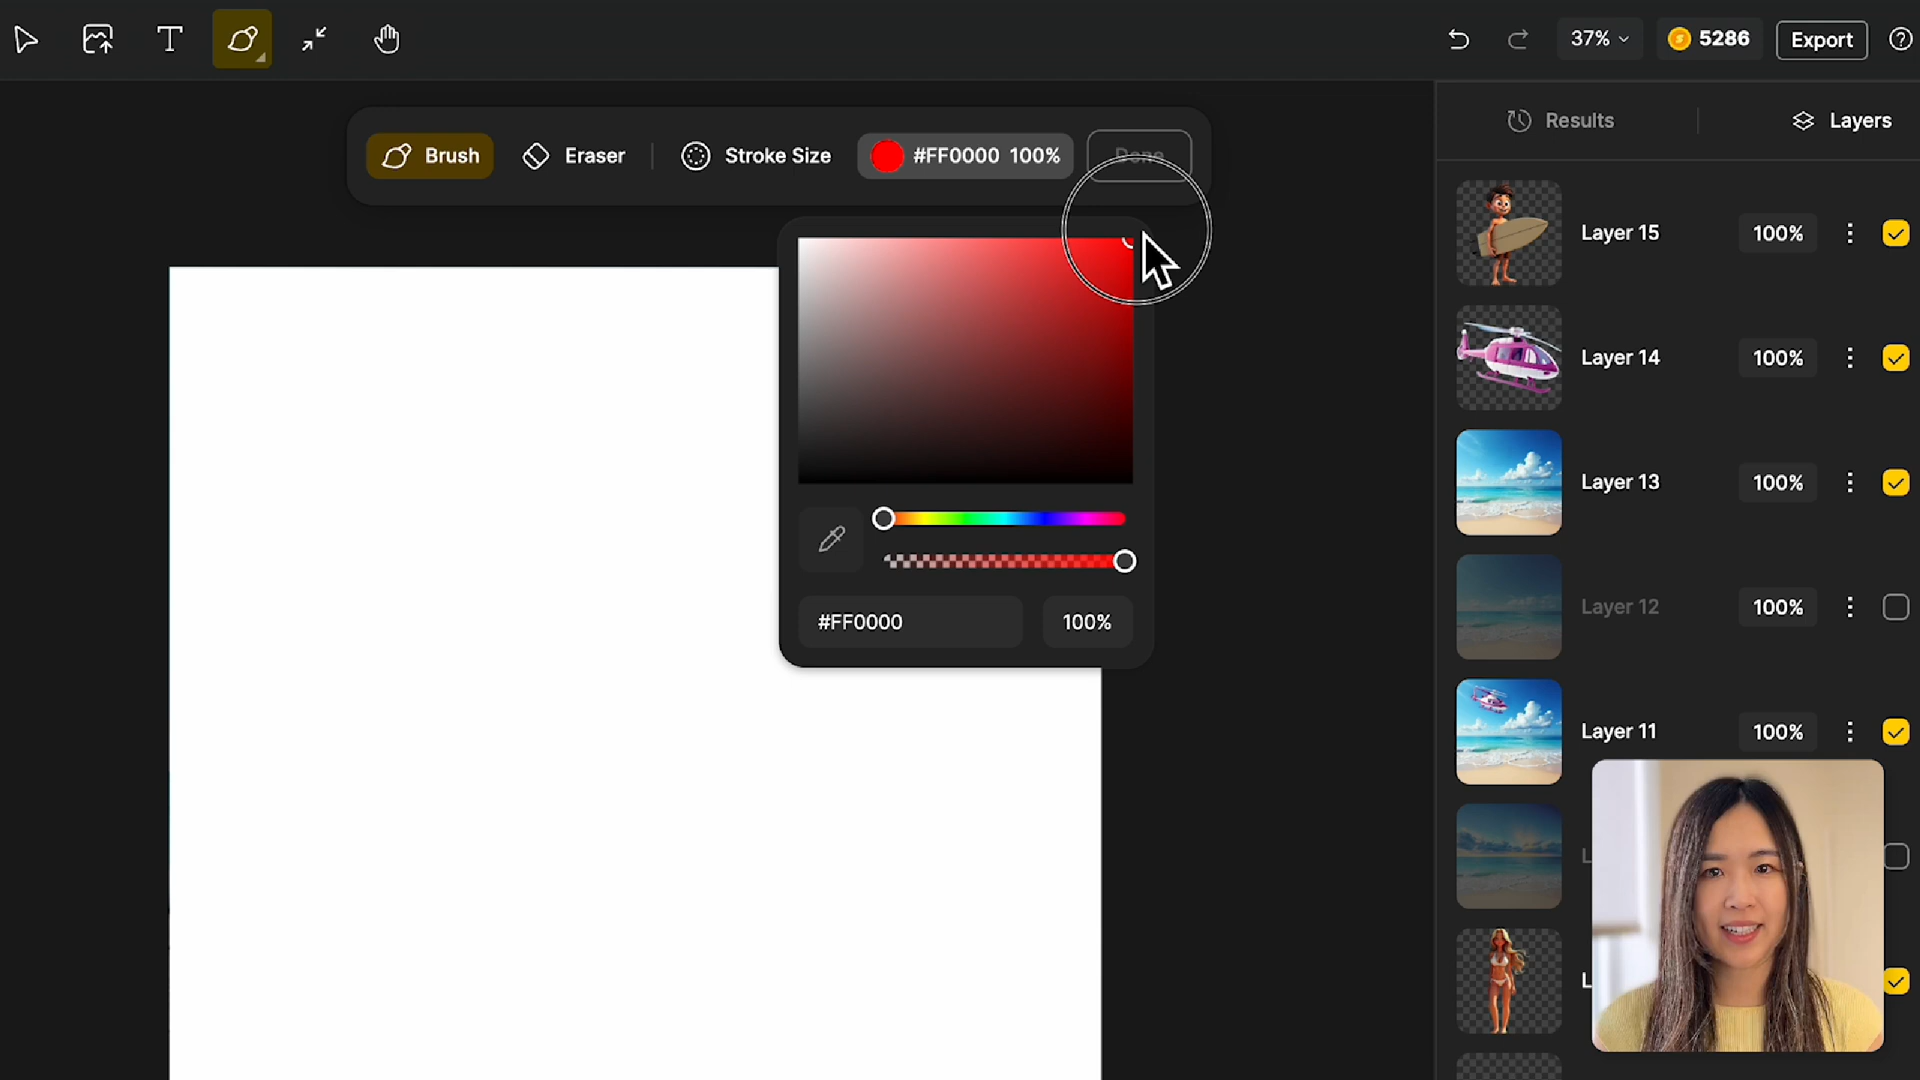 37%
5286
Export
Brush
Eraser
Stroke Size
#FF0000 100%
Done
Results
Layers
Layer 15
100%
Layer 14
100%
Layer 13
100%
Layer 12
100%
#FF0000
100%
Layer 11
100%
L
L